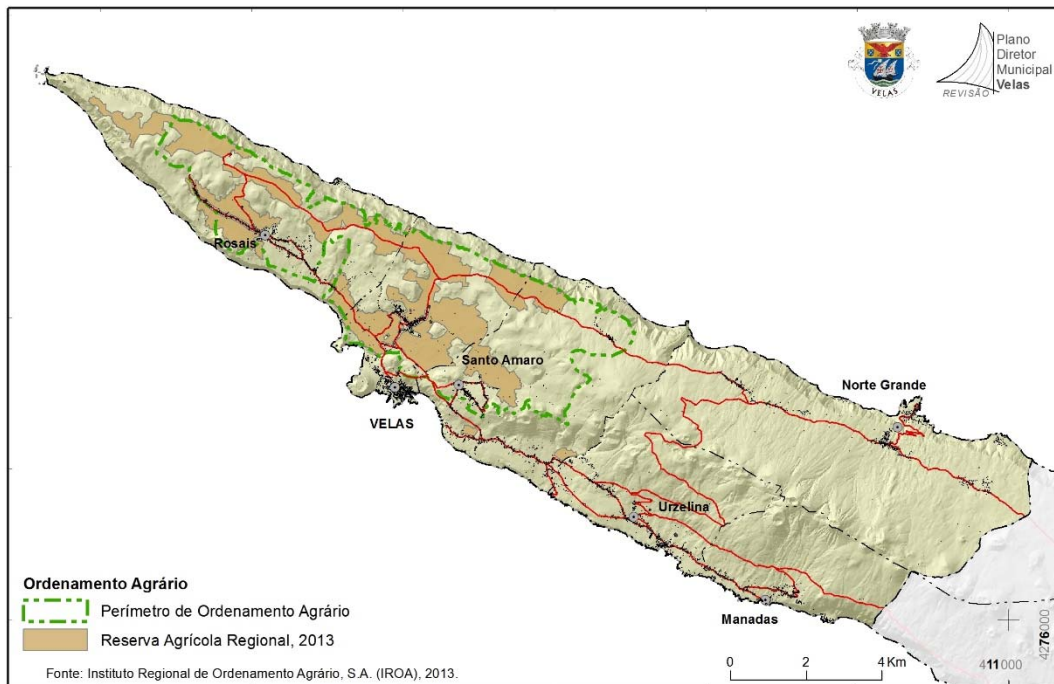 Plano
Diretor
Municipal
Velas
REVISÃO
VELAS
Rosais
Santo Amaro
VELAS
Norte Grande
Urzelina
Manadas
Ordenamento Agrário
Perímetro de Ordenamento Agrário
Reserva Agrícola Regional, 2013
Fonte: Instituto Regional de Ordenamento Agrário, S.A. (IROA), 2013.
0 2 4 Km
411000
4276000